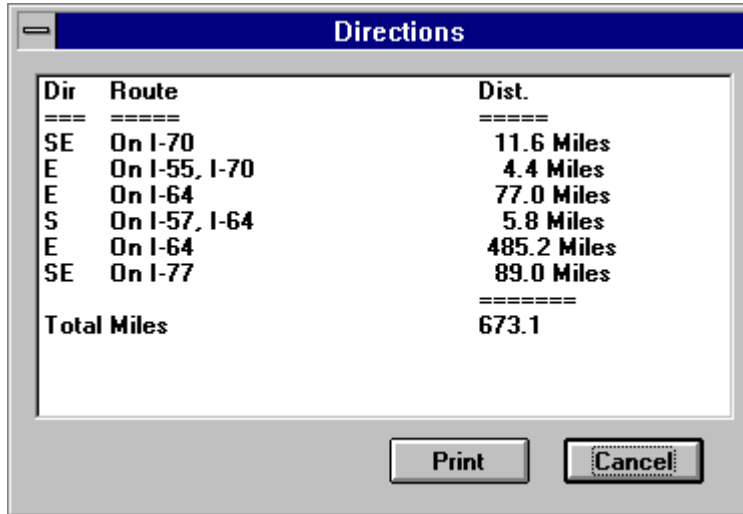 Directions
Dir Route Dist.
=== ===== =====
SE On I-70 11.6 Miles
E On I-55, I-70 4.4 Miles
E On I-64 77.0 Miles
S On I-57, I-64 5.8 Miles
E On I-64 485.2 Miles
SE On I-77 89.0 Miles
=======
Total Miles 673.1
Print Cancel